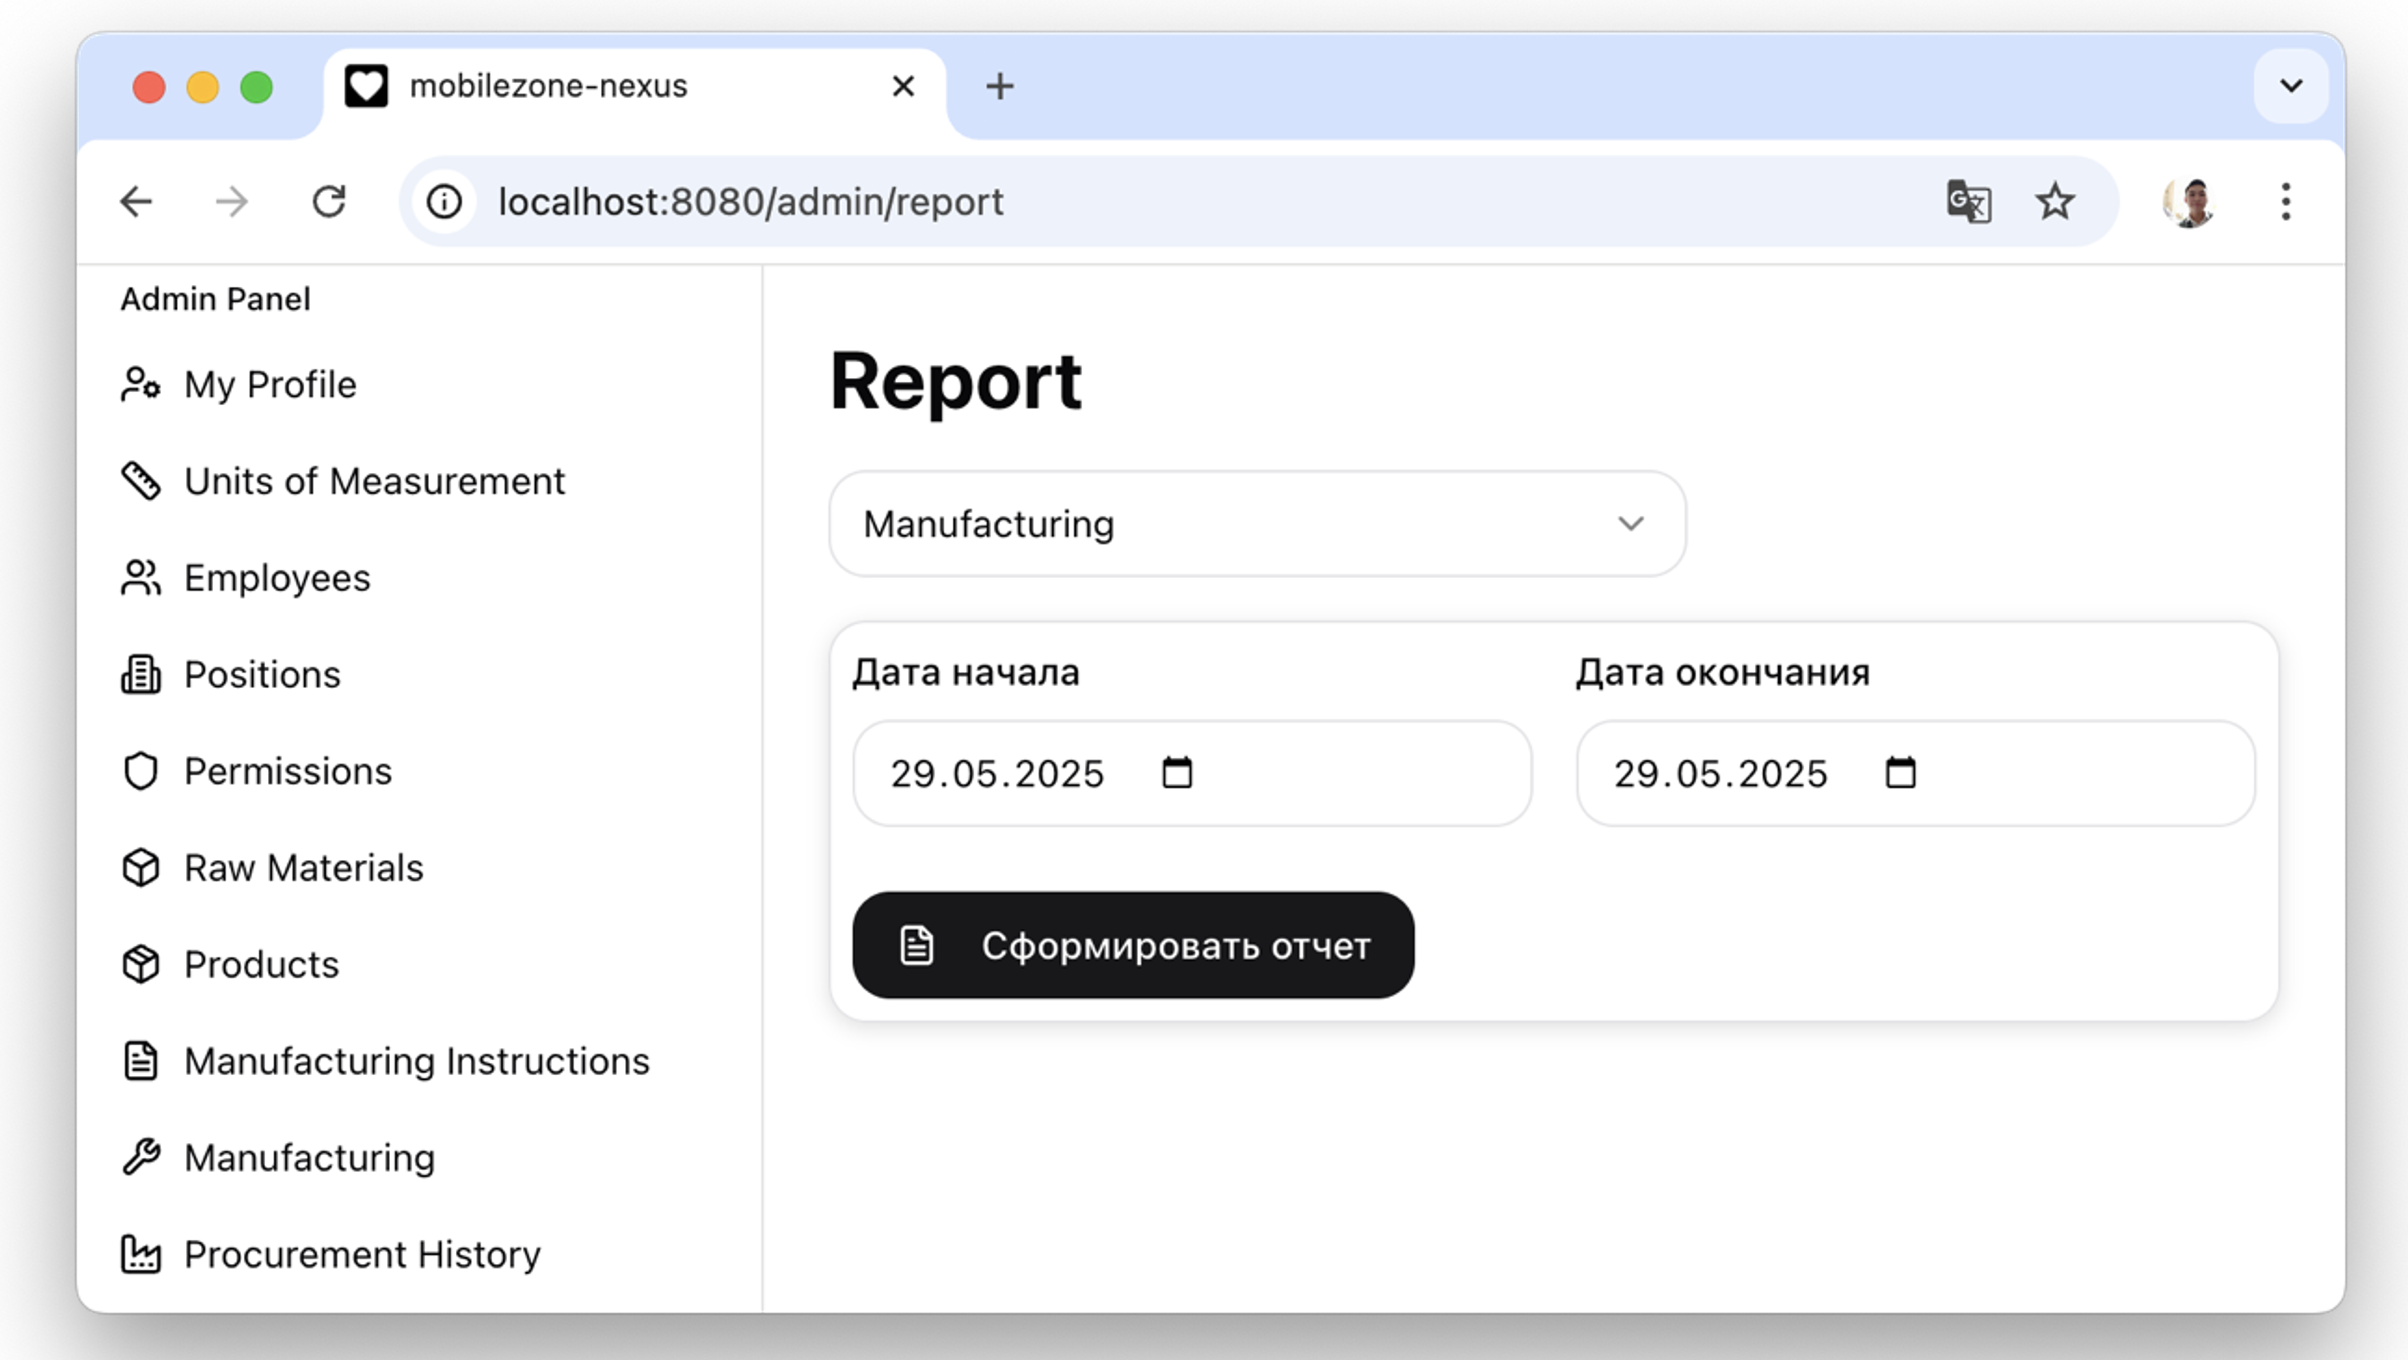 mobilezone-nexus
localhost:8080/admin/report
Admin Panel
My Profile
Units of Measurement
Employees
Positions
Permissions
Raw Materials
Products
Manufacturing Instructions
Manufacturing
Procurement History
Report
Manufacturing
Дата начала
Дата окончания
29.05.2025
29.05.2025
Сформировать отчет